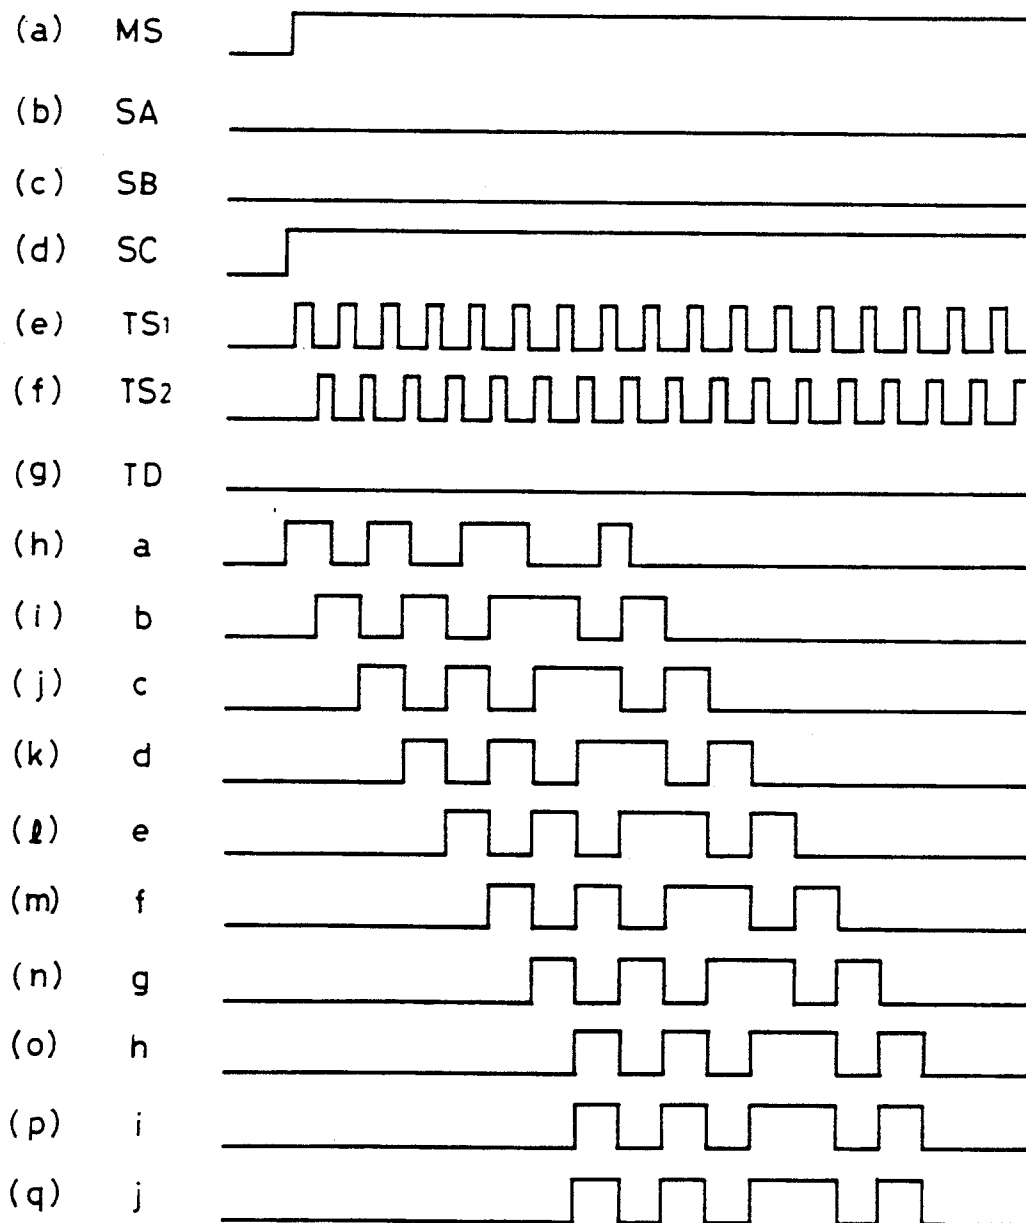 (a) MS
(b) SA
(c) SB
(d) SC
(e) TS1
(f) TS2
(g) TD
(h) a
(i) b
(j) c
(k) d
(l) e
(m) f
(n) g
(o) h
(p) i
(q) j